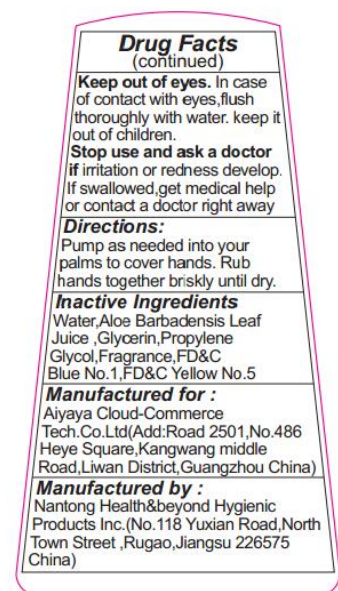 Drug Facts
(continued)
Keep out of eyes. In case
of contact with eyes,flush
thoroughly with water. keep it
out of children.
Stop use and ask a doctor
if irritation or redness develop.
If swallowed,get medical help
or contact a doctor right away
Directions:
Pump as needed into your
palms to cover hands. Rub
hands together briskly until dry.
Inactive Ingredients
Water,Aloe Barbadensis Leaf
Juice ,Glycerin,Propylene
Glycol,Fragrance,FD&C
Blue No.1,FD&C Yellow No.5
Manufactured for :
Aiyaya Cloud-Commerce
Tech.Co.Ltd(Add:Road 2501,No.486
Heye Square,Kangwang middle
Road,Liwan District,Guangzhou China)
Manufactured by :
Nantong Health&beyond Hygienic
Products Inc.(No.118 Yuxian Road,North
Town Street ,Rugao,Jiangsu 226575
China)